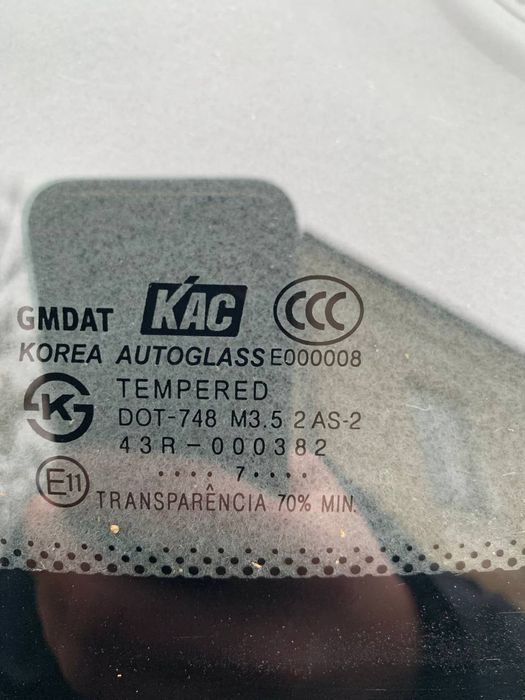 GMDAT KAC CCC
KOREA AUTOGLASS E000008
K TEMPERED
DOT-748 M3.5 2 AS-2
43R-000382
E11 .... 7....
TRANSPARÊNCIA 70% MIN.